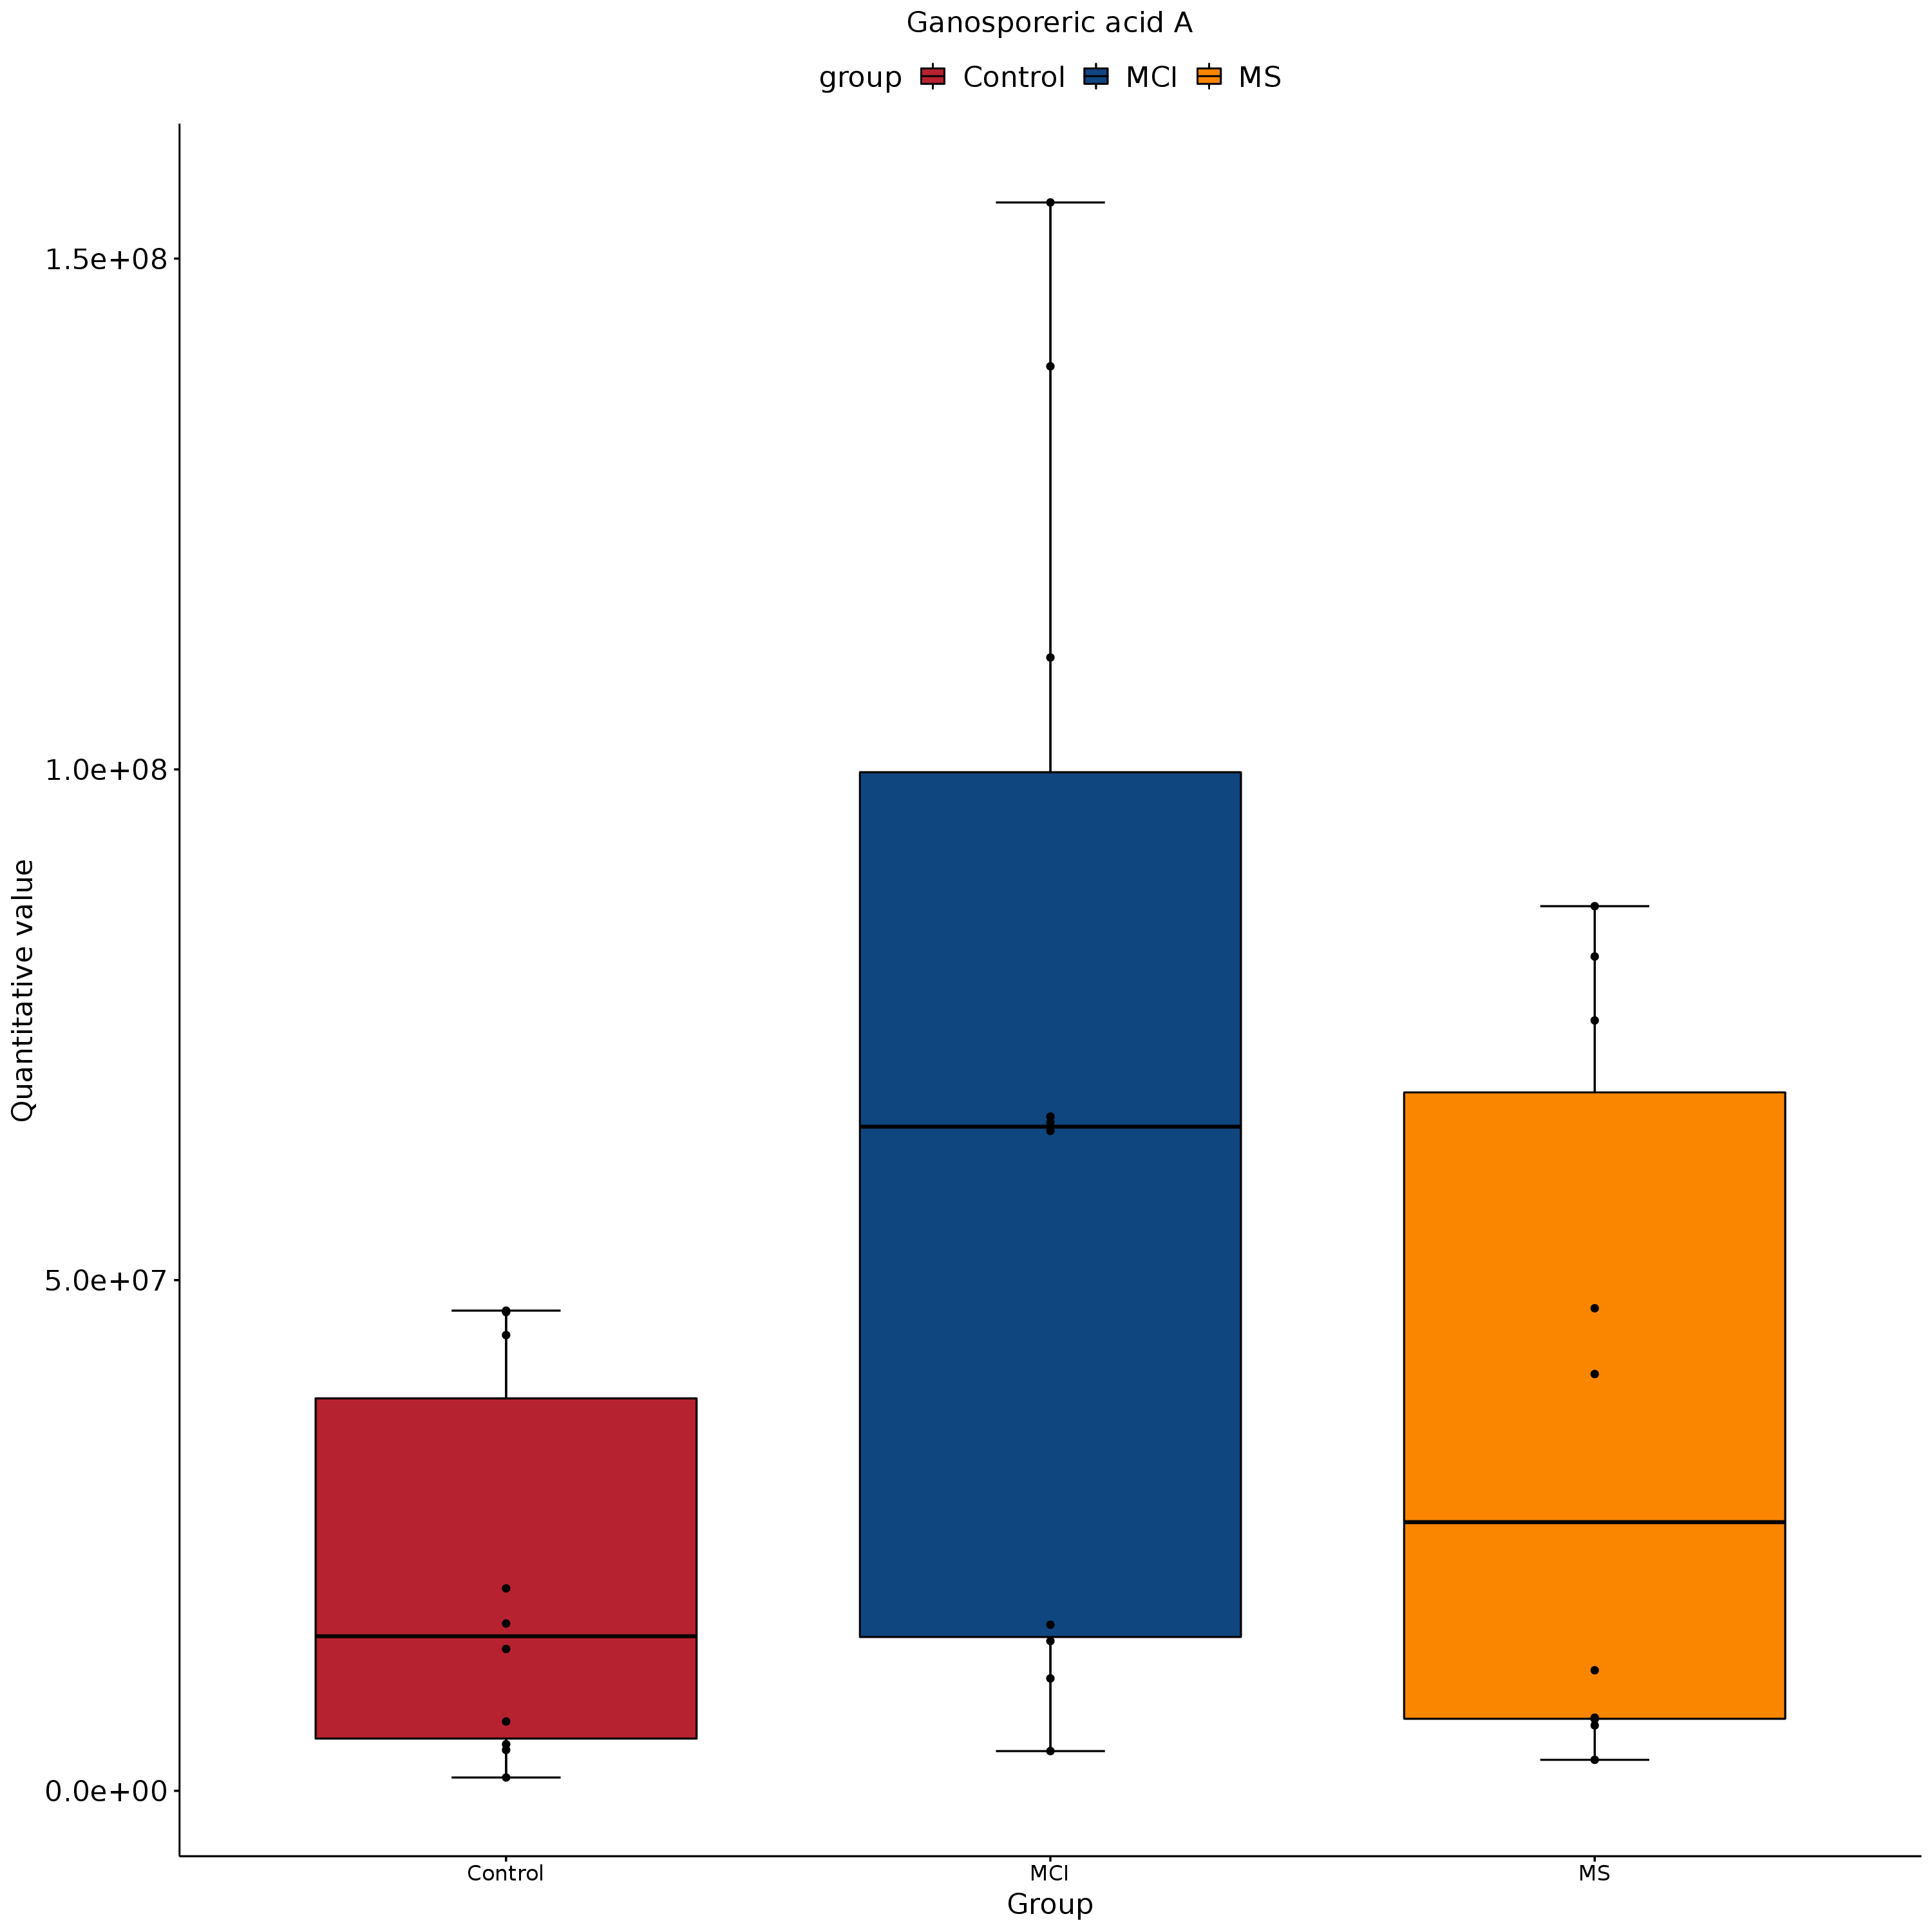 Ganosporeric acid A
group Control MCI MS
Quantitative value
1.5e+08
1.0e+08
5.0e+07
0.0e+00
Control MCI MS
Group